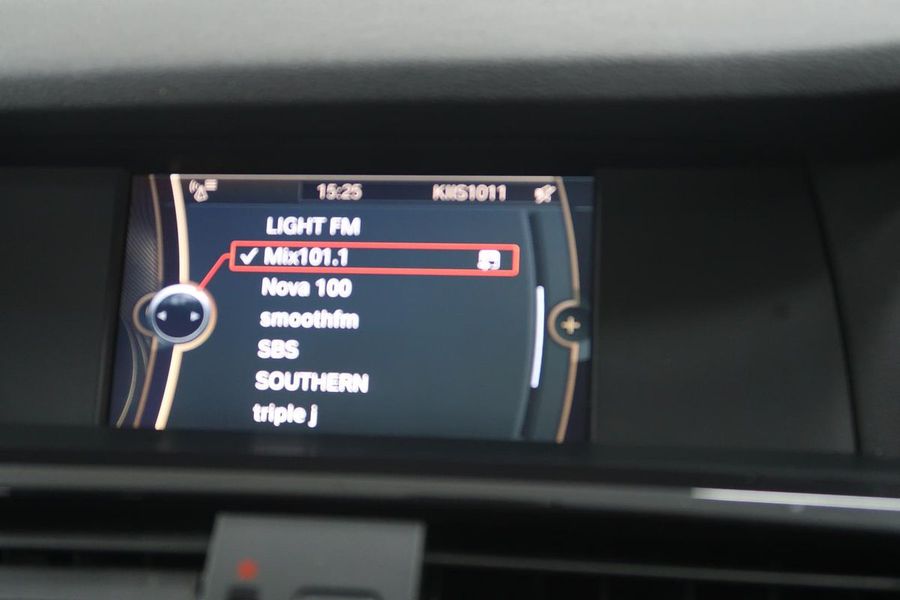 15:25 KIIS1011
LIGHT FM
Mix101.1
Nova 100
smoothfm
SBS
SOUTHERN
triple j